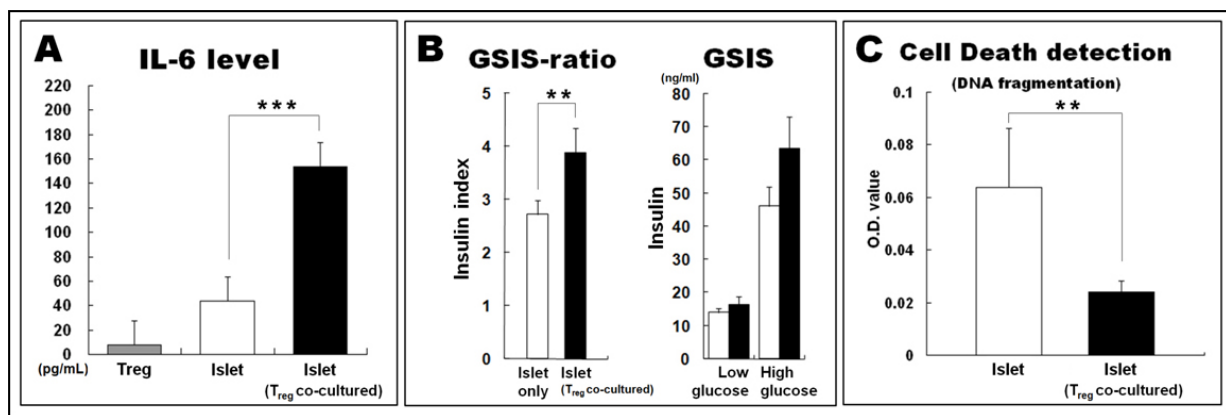 A
IL-6 level
220
200
180
160
140
120
100
80
60
40
20
0
(pg/mL)
***
Treg
Islet
Islet
(Treg co-cultured)
B
GSIS-ratio
5
4
3
2
1
0
Insulin index
**
Islet
only
Islet
(Treg co-cultured)
GSIS
(ng/ml)
80
70
60
50
40
30
20
10
0
Insulin
Low
glucose
High
glucose
C
Cell Death detection
(DNA fragmentation)
0.1
0.08
0.06
0.04
0.02
0
O.D. value
**
Islet
Islet
(Treg co-cultured)